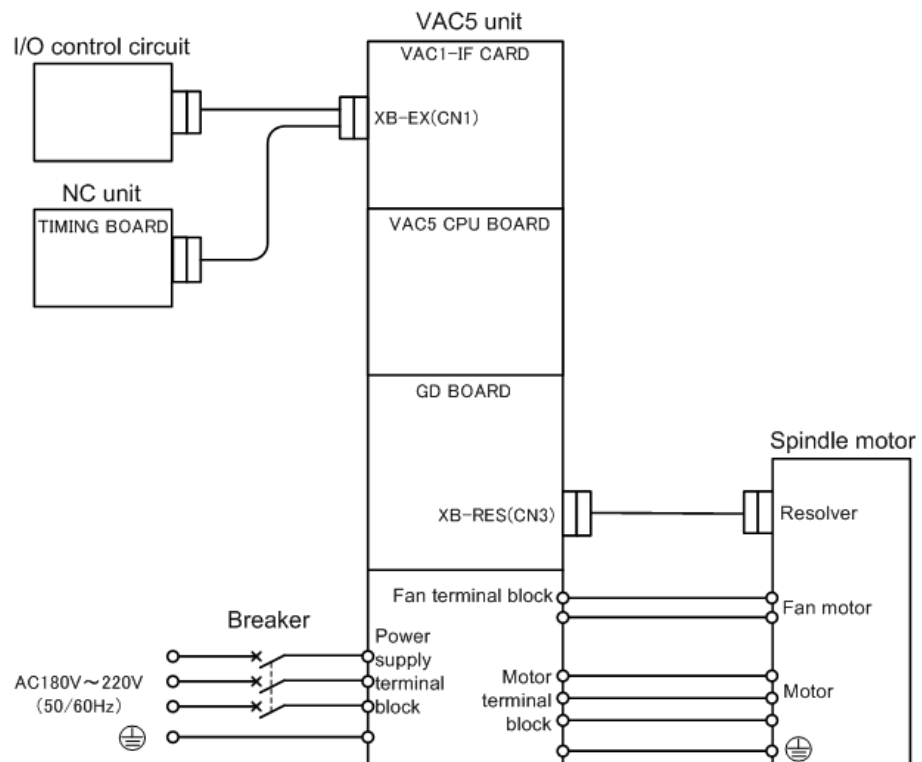 VAC5 unit
I/O control circuit
VAC1-IF CARD
XB-EX(CN1)
NC unit
TIMING BOARD
VAC5 CPU BOARD
GD BOARD
Spindle motor
XB-RES(CN3)
Resolver
Fan terminal block
Fan motor
Breaker
Power
supply
terminal
block
AC180V～220V
(50/60Hz)
Motor
terminal
block
Motor